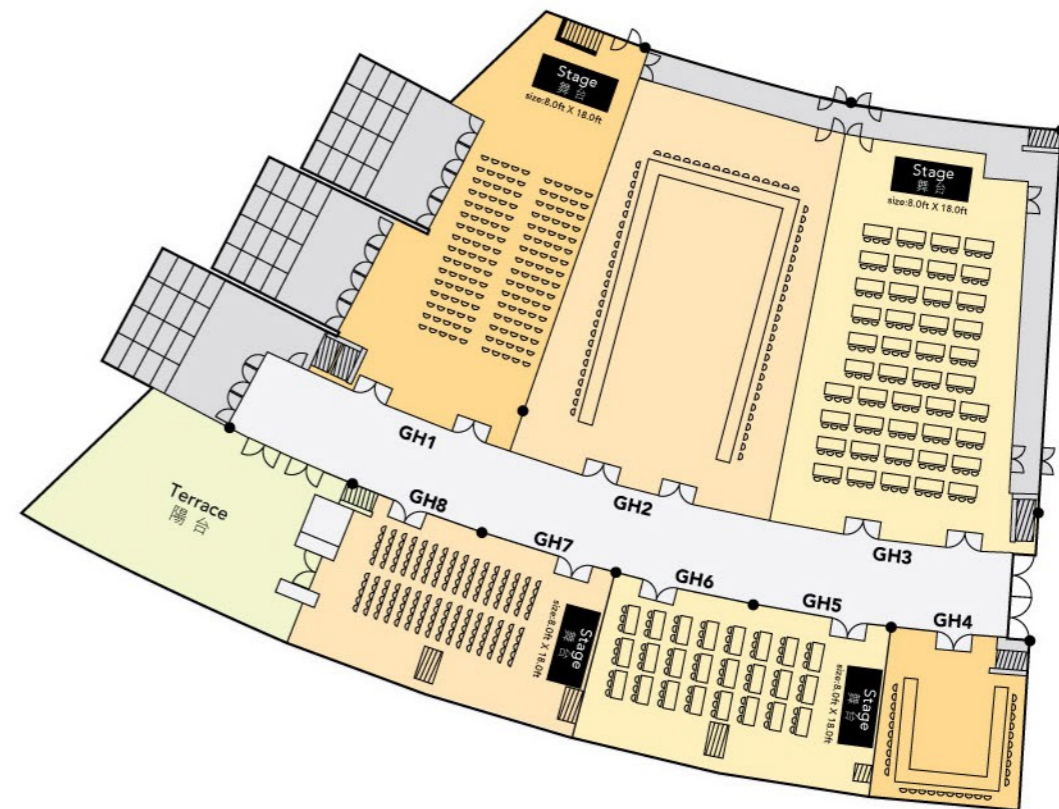 Stage
舞台
size:8.0ft X 18.0ft
Stage
舞台
size:8.0ft X 18.0ft
GH1
GH2
GH3
Terrace
陽台
GH8
GH7
GH6
GH5
GH4
Stage
舞台
size:8.0ft X 18.0ft
Stage
舞台
size:8.0ft X 18.0ft